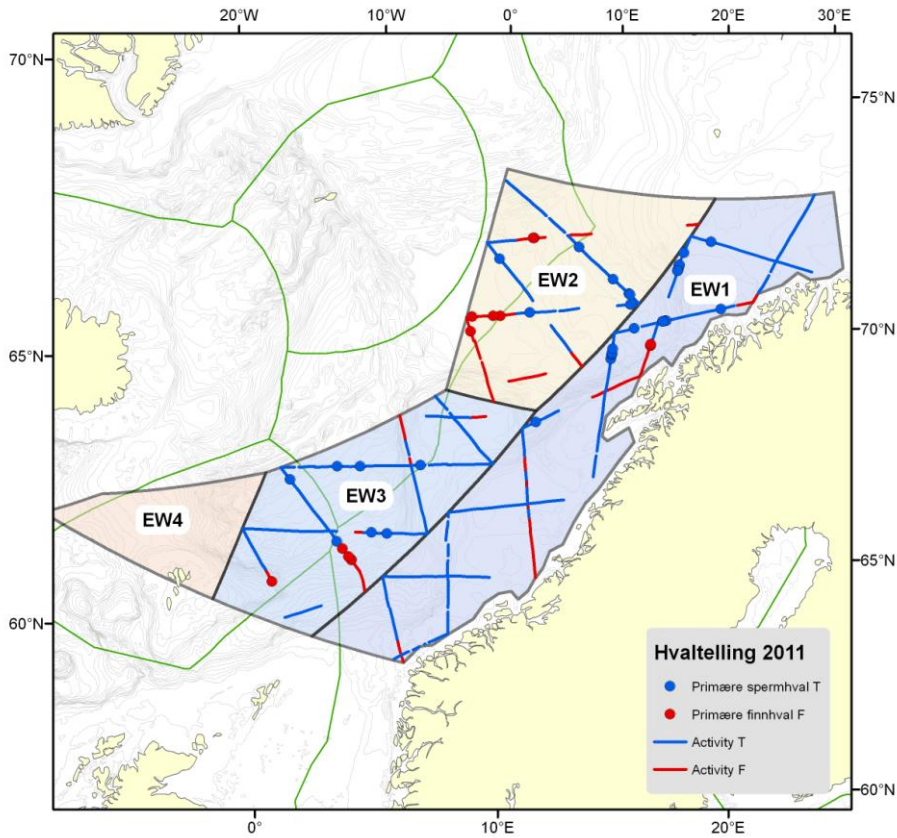 20°W 10°W 0° 10°E 20°E 30°E
70°N
75°N
EW2
EW1
70°N
65°N
EW3
EW4
65°N
60°N
Hvaltelling 2011
Primære spermhval T
Primære finnhval F
Activity T
Activity F
60°N
0° 10°E 20°E